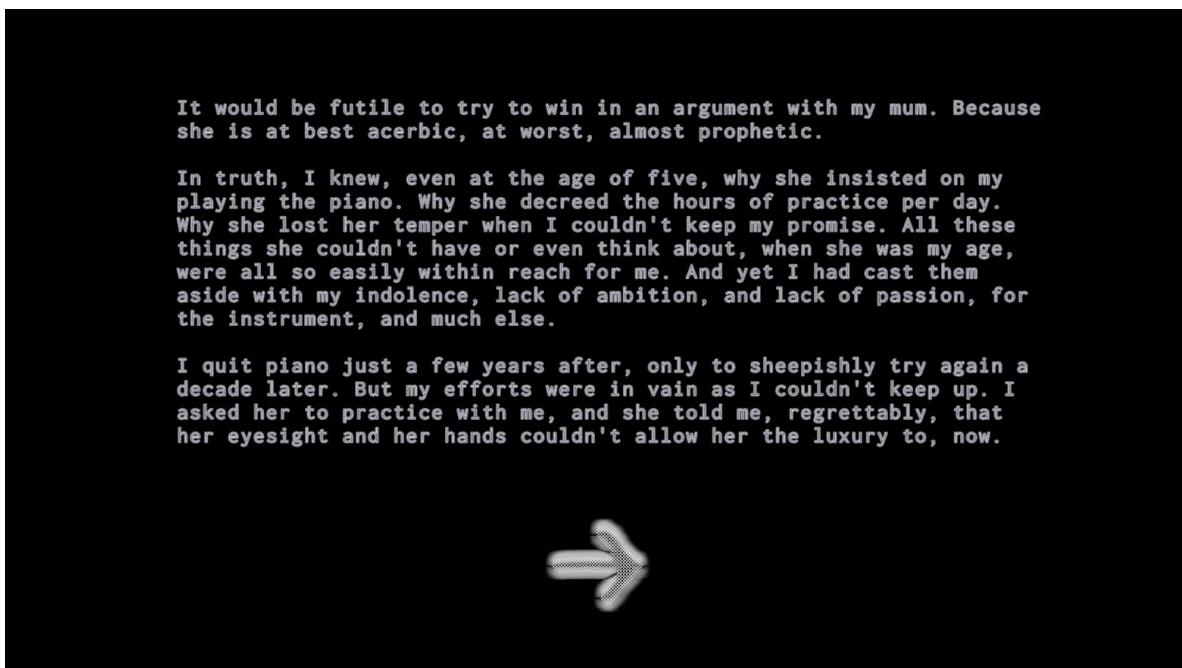 It would be futile to try to win in an argument with my mum. Because
she is at best acerbic, at worst, almost prophetic.
In truth, I knew, even at the age of five, why she insisted on my
playing the piano. Why she decreed the hours of practice per day.
Why she lost her temper when I couldn't keep my promise. All these
things she couldn't have or even think about, when she was my age,
were all so easily within reach for me. And yet I had cast them
aside with my indolence, lack of ambition, and lack of passion, for
the instrument, and much else.
I quit piano just a few years after, only to sheepishly try again a
decade later. But my efforts were in vain as I couldn't keep up. I
asked her to practice with me, and she told me, regrettably, that
her eyesight and her hands couldn't allow her the luxury to, now.